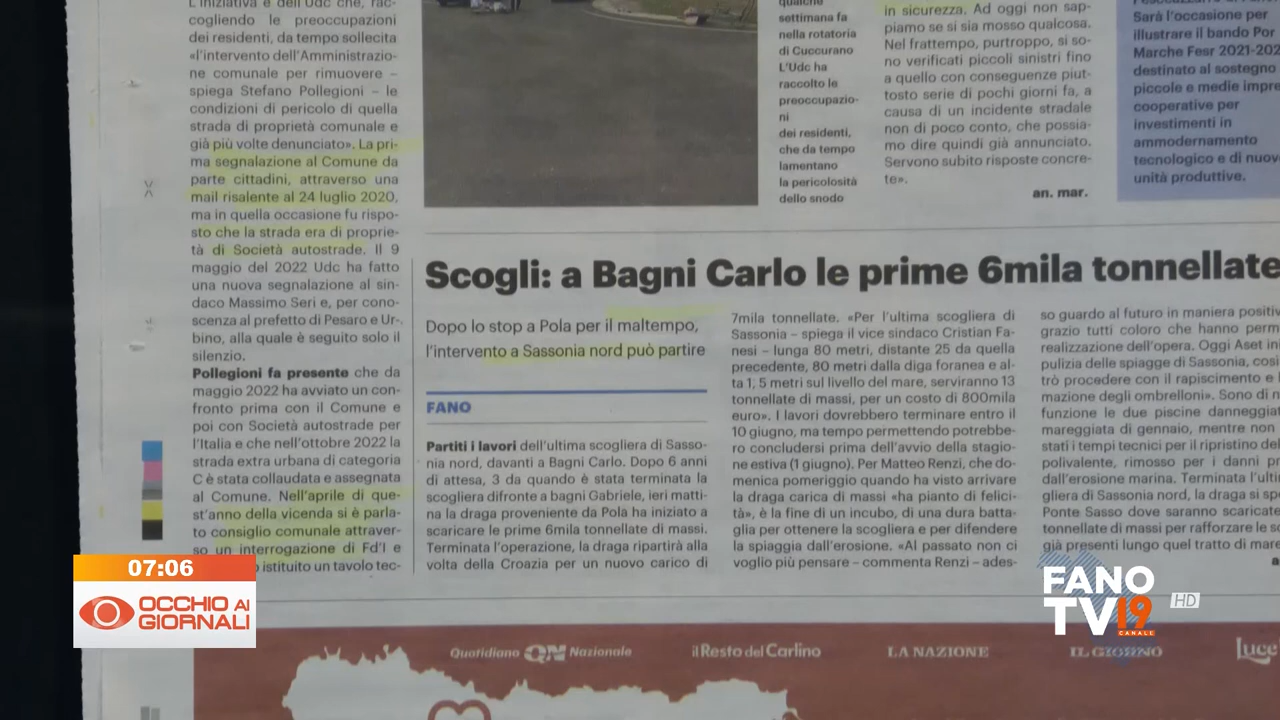 L'iniziativa è dell'Udc che, rac-
cogliendo le preoccupazioni
dei residenti, da tempo sollecita
«l'intervento dell'Amministrazio-
ne comunale per rimuovere –
spiega Stefano Pollegioni – le
condizioni di pericolo di quella
strada di proprietà comunale e
già più volte denunciato». La pri-
ma segnalazione al Comune da
parte cittadini, attraverso una
mail risalente al 24 luglio 2020,
ma in quella occasione fu rispo-
sto che la strada era di proprie-
tà di Società autostrade. Il 9
maggio del 2022 Udc ha fatto
una nuova segnalazione al sin-
daco Massimo Seri e, per cono-
scenza al prefetto di Pesaro e Ur-
bino, alla quale è seguito solo il
silenzio.
Pollegioni fa presente che da
maggio 2022 ha avviato un con-
fronto prima con il Comune e
poi con Società autostrade per
l'Italia e che nell'ottobre 2022 la
strada extra urbana di categoria
C è stata collaudata e assegnata
al Comune. Nell'aprile di que-
st'anno della vicenda si è parla-
to consiglio comunale attraver-
so un interrogazione di Fd'I e
istituito un tavolo tec-
qualche
settimana fa
nella rotatoria
di Cuccurano
L'Udc ha
raccolto le
preoccupazio-
ni
dei residenti,
che da tempo
lamentano
la pericolosità
dello snodo
in sicurezza. Ad oggi non sap-
piamo se si sia mosso qualcosa.
Nel frattempo, purtroppo, si so-
no verificati piccoli sinistri fino
a quello con conseguenze piut-
tosto serie di pochi giorni fa, a
causa di un incidente stradale
non di poco conto, che possia-
mo dire quindi già annunciato.
Servono subito risposte concre-
te».
an. mar.
Sarà l'occasione per
illustrare il bando Por
Marche Fesr 2021-202
destinato al sostegno
piccole e medie impre
cooperative per
investimenti in
ammodernamento
tecnologico e di nuov
unità produttive.
Scogli: a Bagni Carlo le prime 6mila tonnellate
Dopo lo stop a Pola per il maltempo,
l'intervento a Sassonia nord può partire
FANO
Partiti i lavori dell'ultima scogliera di Sasso-
nia nord, davanti a Bagni Carlo. Dopo 6 anni
di attesa, 3 da quando è stata terminata la
scogliera difronte a bagni Gabriele, ieri matti-
na la draga proveniente da Pola ha iniziato a
scaricare le prime 6mila tonnellate di massi.
Terminata l'operazione, la draga ripartirà alla
volta della Croazia per un nuovo carico di
7mila tonnellate. «Per l'ultima scogliera di
Sassonia – spiega il vice sindaco Cristian Fa-
nesi – lunga 80 metri, distante 25 da quella
precedente, 80 metri dalla diga foranea e al-
ta 1, 5 metri sul livello del mare, serviranno 13
tonnellate di massi, per un costo di 800mila
euro». I lavori dovrebbero terminare entro il
10 giugno, ma tempo permettendo potrebbe-
ro concludersi prima dell'avvio della stagio-
ne estiva (1 giugno). Per Matteo Renzi, che do-
menica pomeriggio quando ha visto arrivare
la draga carica di massi «ha pianto di felici-
tà», è la fine di un incubo, di una dura batta-
glia per ottenere la scogliera e per difendere
la spiaggia dall'erosione. «Al passato non ci
voglio più pensare – commenta Renzi – ades-
so guardo al futuro in maniera positiv
grazio tutti coloro che hanno perm
realizzazione dell'opera. Oggi Aset ini
pulizia delle spiagge di Sassonia, così
trò procedere con il rapiscimento e l
mazione degli ombrelloni». Sono di n
funzione le due piscine danneggiat
mareggiata di gennaio, mentre non
stati i tempi tecnici per il ripristino del
polivalente, rimosso per i danni pr
dall'erosione marina. Terminata l'ulti
gliera di Sassonia nord, la draga si sp
Ponte Sasso dove saranno scaricate
tonnellate di massi per rafforzare le sc
già presenti lungo quel tratto di mare
Quotidiano QN Nazionale
il Resto del Carlino
LA NAZIONE
IL GIORNO
Luce
07:06
OCCHIO AI
GIORNALI
FANO
TV19
CANALE
HD